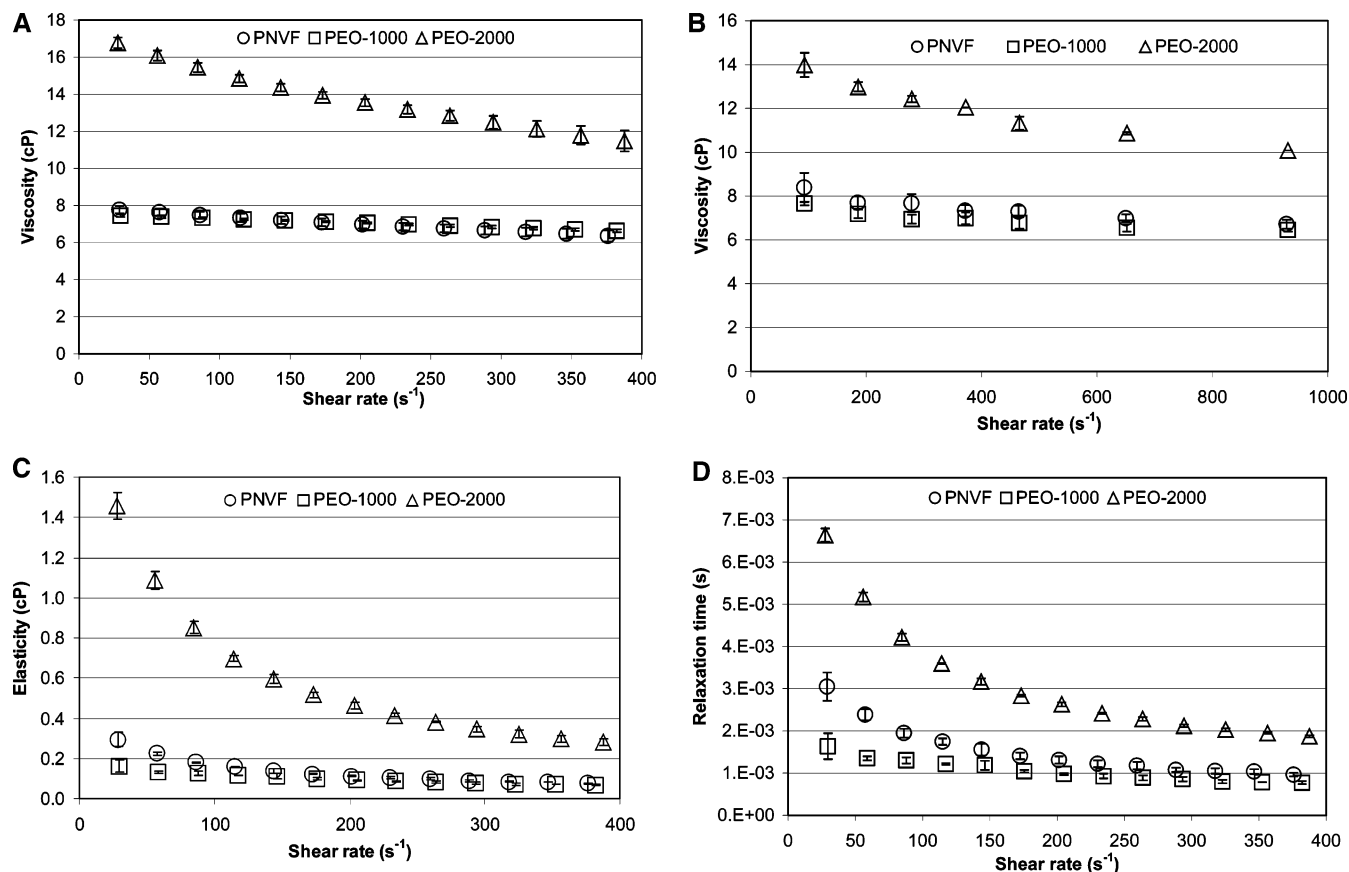 A
PNVF PEO-1000 PEO-2000
18
16
14
12
10
8
6
4
2
0
Viscosity (cP)
0 50 100 150 200 250 300 350 400
Shear rate (s-1)
B
PNVF PEO-1000 PEO-2000
16
14
12
10
8
6
4
2
0
Viscosity (cP)
0 200 400 600 800 1000
Shear rate (s-1)
C
PNVF PEO-1000 PEO-2000
1.6
1.4
1.2
1.0
0.8
0.6
0.4
0.2
0.0
Elasticity (cP)
0 100 200 300 400
Shear rate (s-1)
D
PNVF PEO-1000 PEO-2000
8.E-03
7.E-03
6.E-03
5.E-03
4.E-03
3.E-03
2.E-03
1.E-03
0.E+00
Relaxation time (s)
0 50 100 150 200 250 300 350 400
Shear rate (s-1)